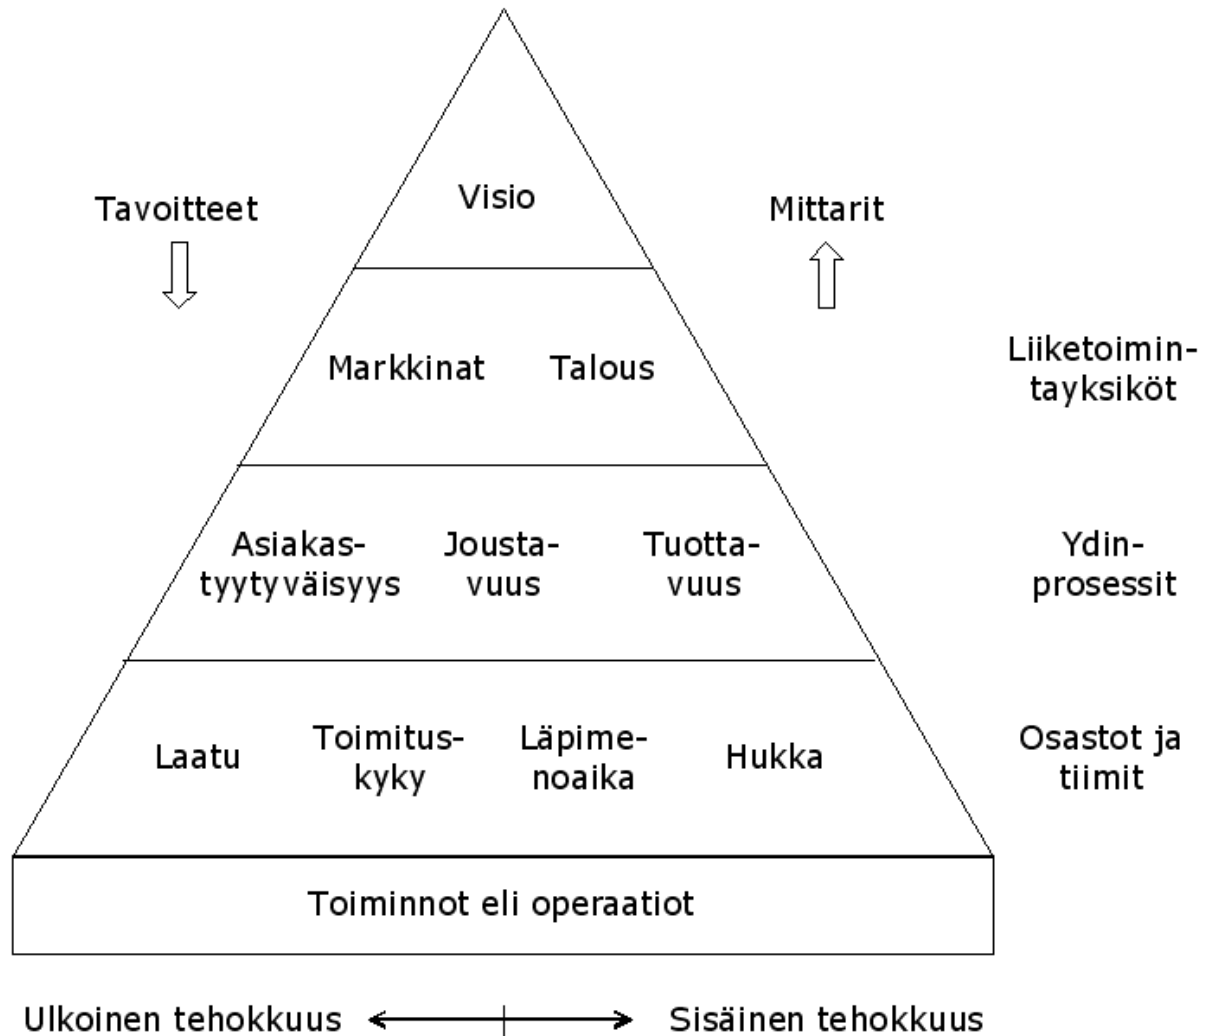 Visio
Tavoitteet
Mittarit
Markkinat Talous
Liiketoimin-
tayksiköt
Asiakas-
tyytyväisyys
Jousta-
vuus
Tuotta-
vuus
Ydin-
prosessit
Laatu
Toimitus-
kyky
Läpime-
noaika
Hukka
Osastot ja
tiimit
Toiminnot eli operaatiot
Ulkoinen tehokkuus
Sisäinen tehokkuus